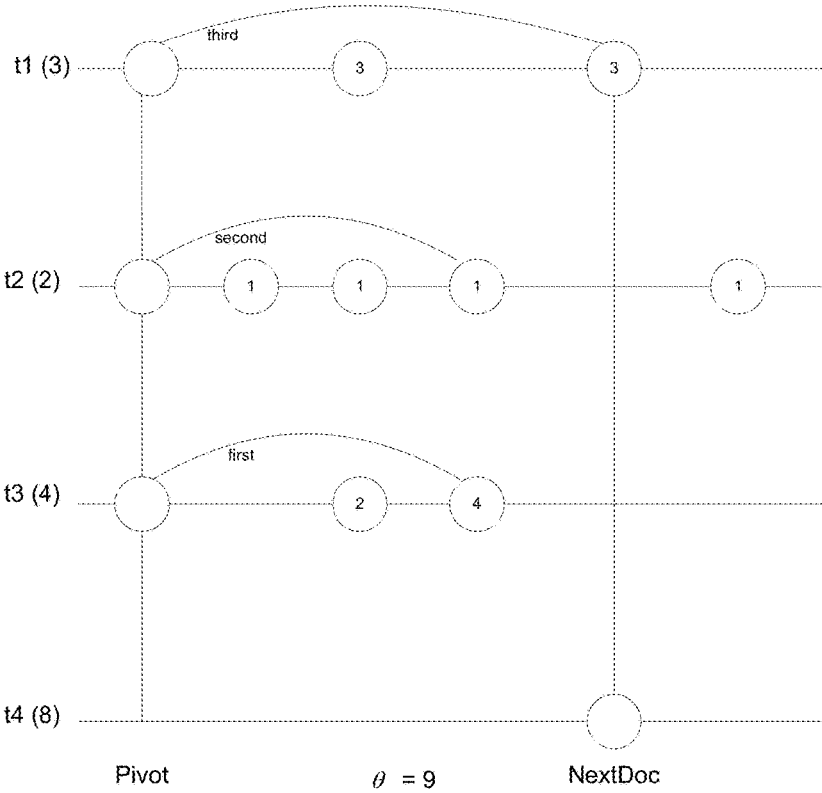 third
t1 (3) 3 3
second
t2 (2) 1 1 1 1
first
t3 (4) 2 4
t4 (8)
Pivot θ = 9 NextDoc